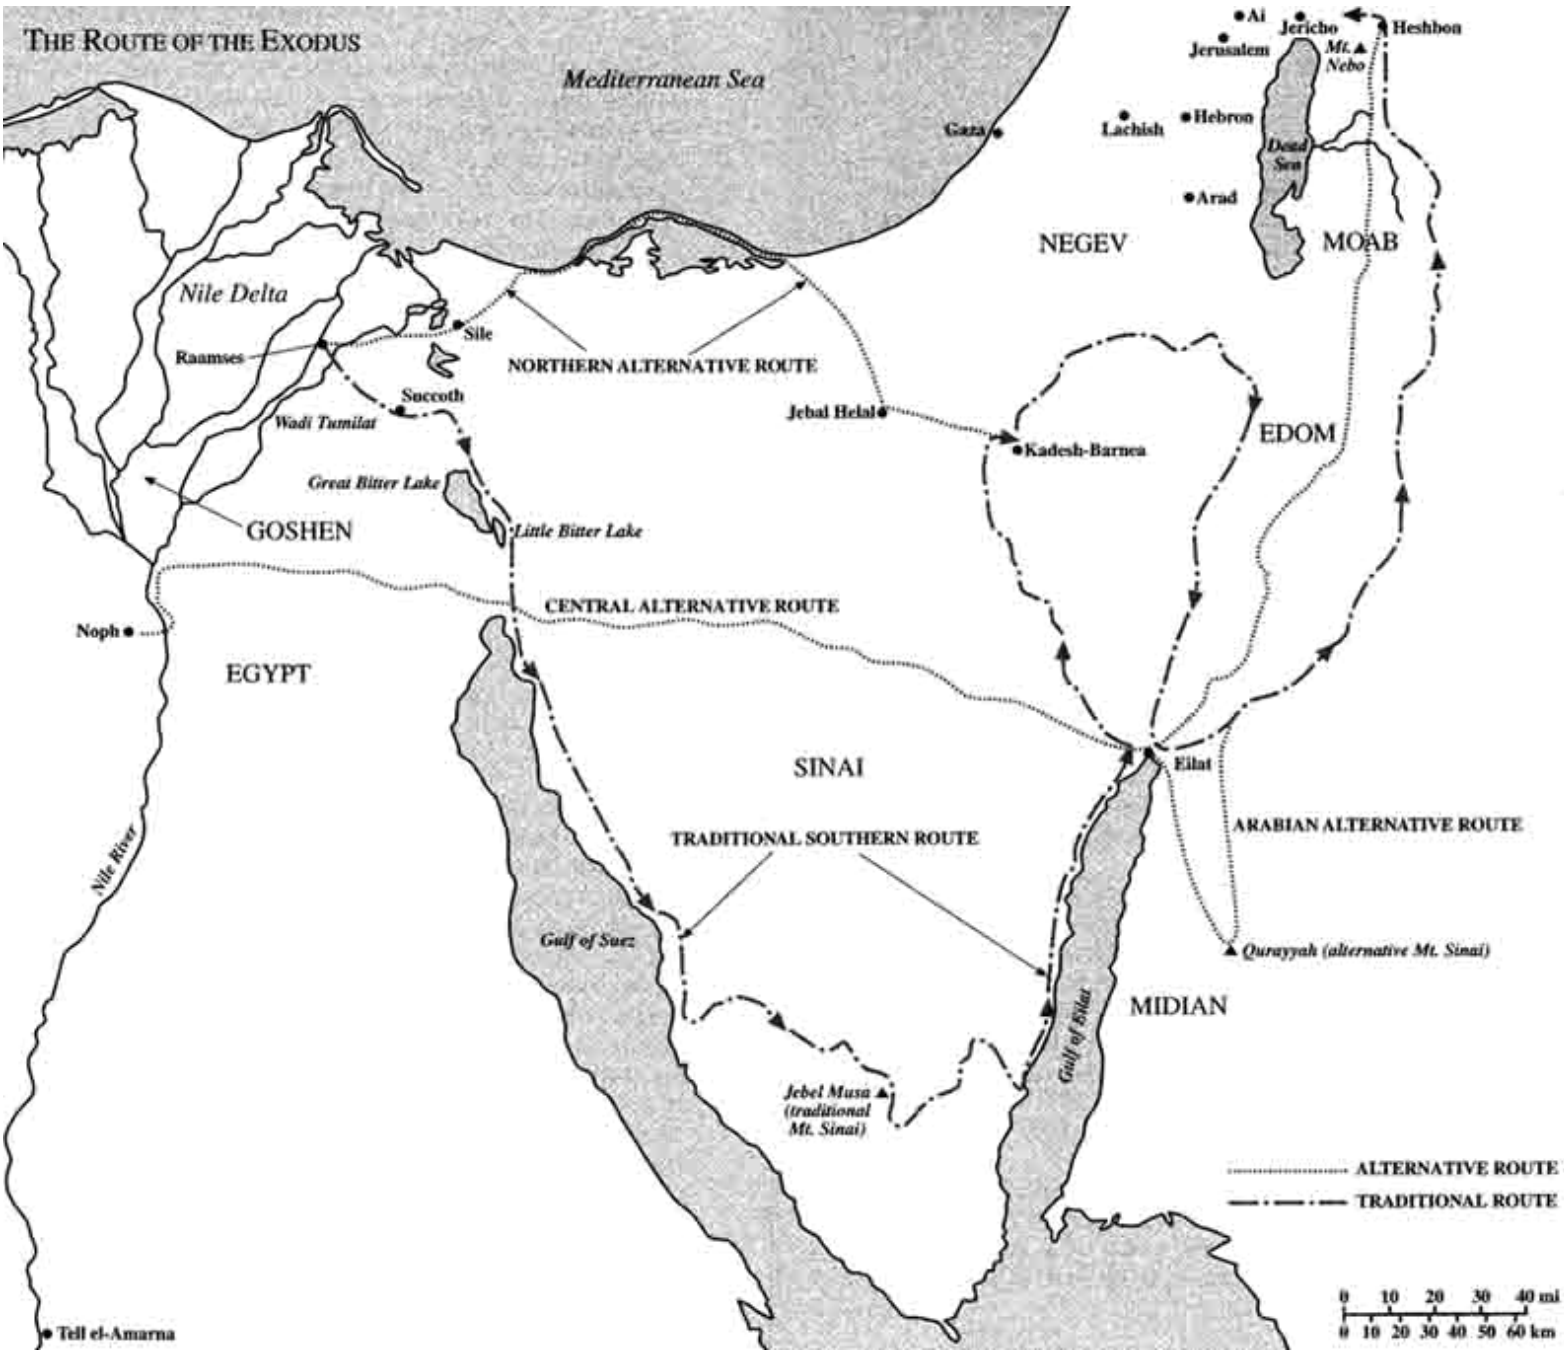 THE ROUTE OF THE EXODUS
Mediterranean Sea
Ai
Jericho
Heshbon
Jerusalem
Mt.
Nebo
Gaza
Lachish
Hebron
Dead
Sea
Arad
NEGEV
MOAB
Nile Delta
Sile
Raamses
NORTHERN ALTERNATIVE ROUTE
Succoth
Wadi Tumilat
Jebal Helal
EDOM
Kadesh-Barnea
Great Bitter Lake
GOSHEN
Little Bitter Lake
CENTRAL ALTERNATIVE ROUTE
Noph
EGYPT
SINAI
Eilat
ARABIAN ALTERNATIVE ROUTE
TRADITIONAL SOUTHERN ROUTE
Nile River
Gulf of Suez
Qurayyah (alternative Mt. Sinai)
MIDIAN
Gulf of Eilat
Jebel Musa
(traditional
Mt. Sinai)
ALTERNATIVE ROUTE
TRADITIONAL ROUTE
0 10 20 30 40 mi
0 10 20 30 40 50 60 km
Tell el-Amarna